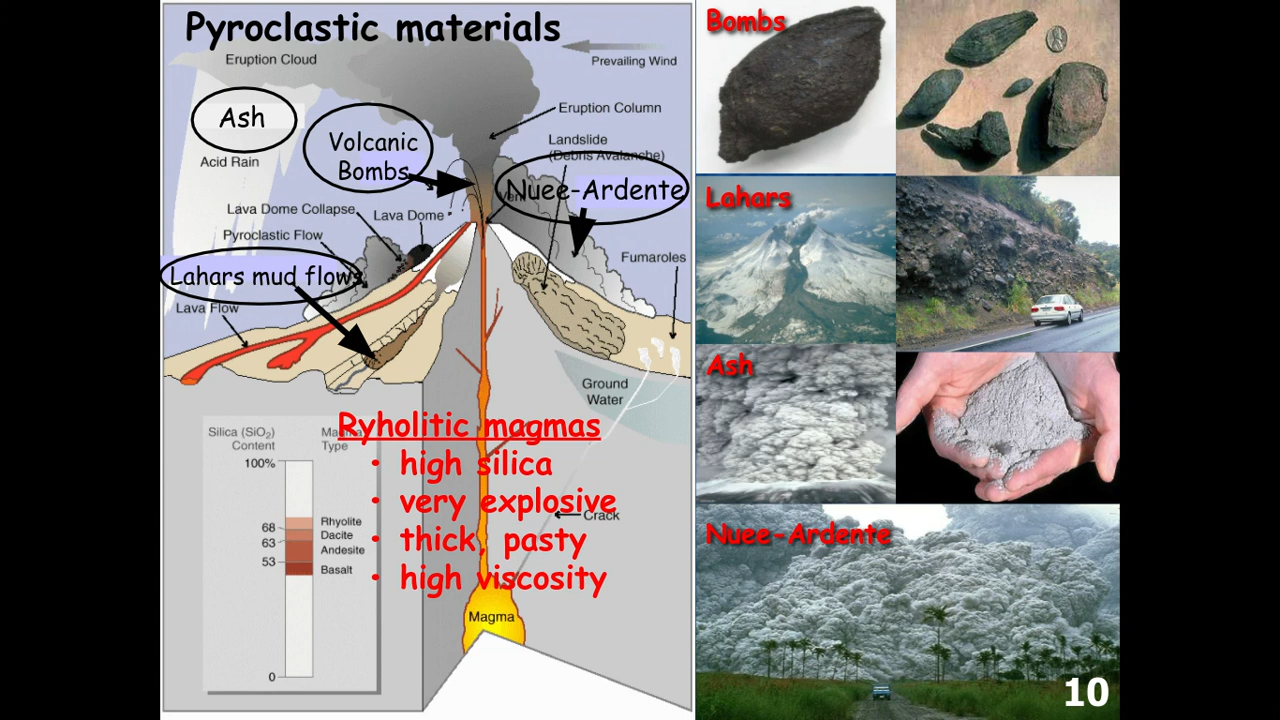 Pyroclastic materials
Eruption Cloud
Prevailing Wind
Ash
Eruption Column
Volcanic
Bombs
Landslide
(Debris Avalanche)
Acid Rain
Nuee-Ardente
Vent
Lava Dome Collapse
Lava Dome
Pyroclastic Flow
Fumaroles
Lahars mud flows
Lava Flow
Ground
Water
Silica (SiO₂)
Content
Magma
Type
100%
68
63
53
0
Rhyolite
Dacite
Andesite
Basalt
Ryholitic magmas
• high silica
• very explosive
• thick, pasty
• high viscosity
Crack
Magma
Bombs
Lahars
Ash
Nuee-Ardente
10